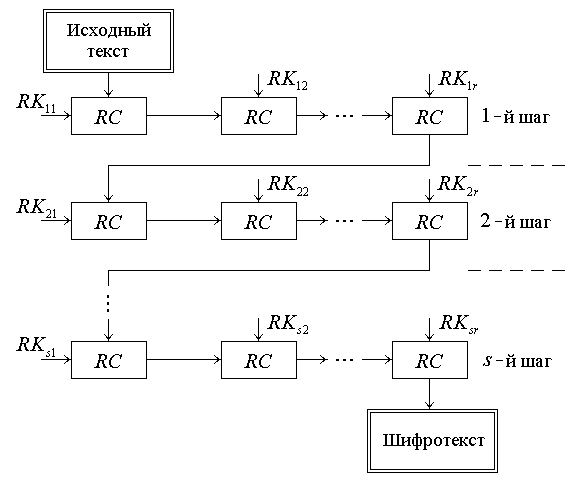 Исходный
текст
RK11 RK12 RK1r
RC RC ... RC 1-й шаг
RK21 RK22 RK2r
RC RC ... RC 2-й шаг
...
RKs1 RKs2 RKsr
RC RC ... RC s-й шаг
Шифротекст